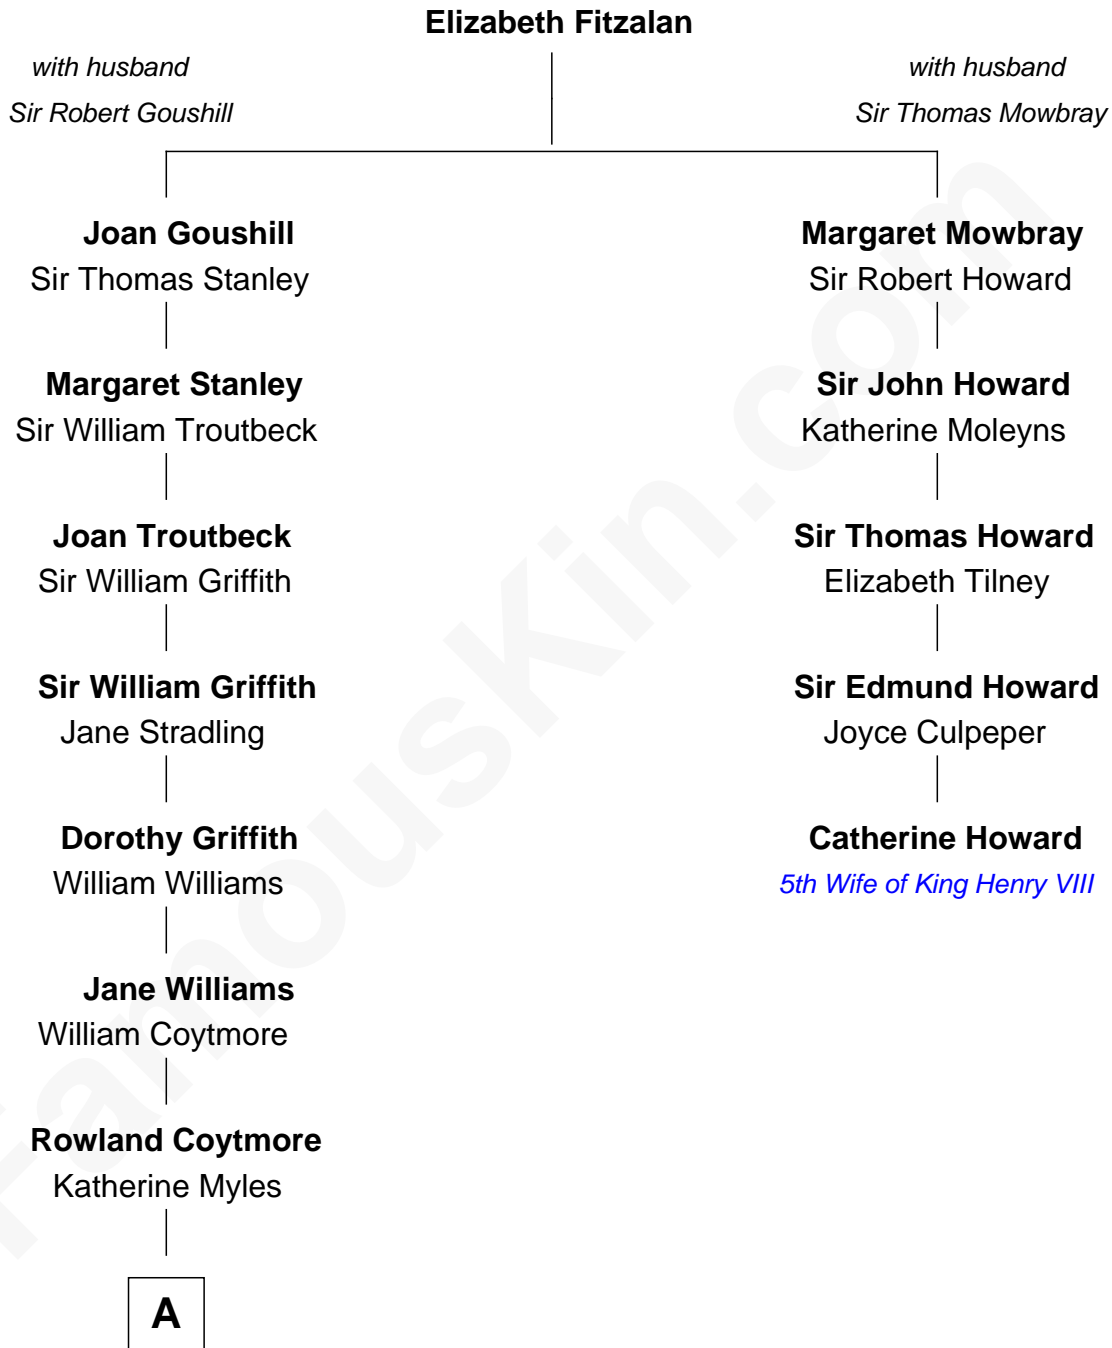 Elizabeth Fitzalan
with husband
Sir Robert Goushill
with husband
Sir Thomas Mowbray
Joan Goushill
Sir Thomas Stanley
Margaret Mowbray
Sir Robert Howard
Margaret Stanley
Sir William Troutbeck
Sir John Howard
Katherine Moleyns
Joan Troutbeck
Sir William Griffith
Sir Thomas Howard
Elizabeth Tilney
Sir William Griffith
Jane Stradling
Sir Edmund Howard
Joyce Culpeper
Dorothy Griffith
William Williams
Catherine Howard
5th Wife of King Henry VIII
Jane Williams
William Coytmore
Rowland Coytmore
Katherine Myles
A
FamousKin.com